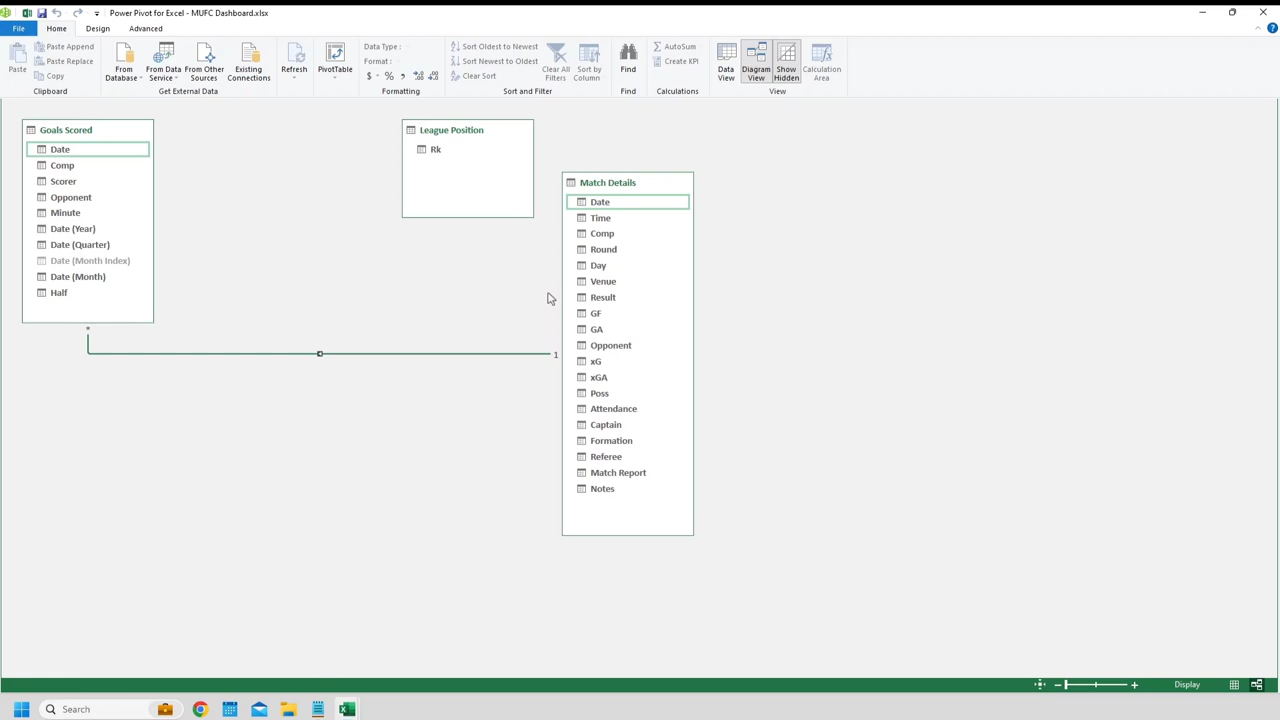 Power Pivot for Excel - MUFC Dashboard.xlsx
File Home Design Advanced
Paste
Paste Append
Paste Replace
Copy
Clipboard
From Database
From Data Service
From Other Sources
Existing Connections
Get External Data
Refresh
PivotTable
Data Type :
Format :
$ % ,
Formatting
Sort Oldest to Newest
Sort Newest to Oldest
Clear Sort
Clear All Filters
Sort by Column
Sort and Filter
Find
Find
AutoSum
Create KPI
Calculations
Data View
Diagram View
Show Hidden
Calculation Area
View
Goals Scored
Date
Comp
Scorer
Opponent
Minute
Date (Year)
Date (Quarter)
Date (Month Index)
Date (Month)
Half
*
1
League Position
Rk
Match Details
Date
Time
Comp
Round
Day
Venue
Result
GF
GA
Opponent
xG
xGA
Poss
Attendance
Captain
Formation
Referee
Match Report
Notes
Display
Search